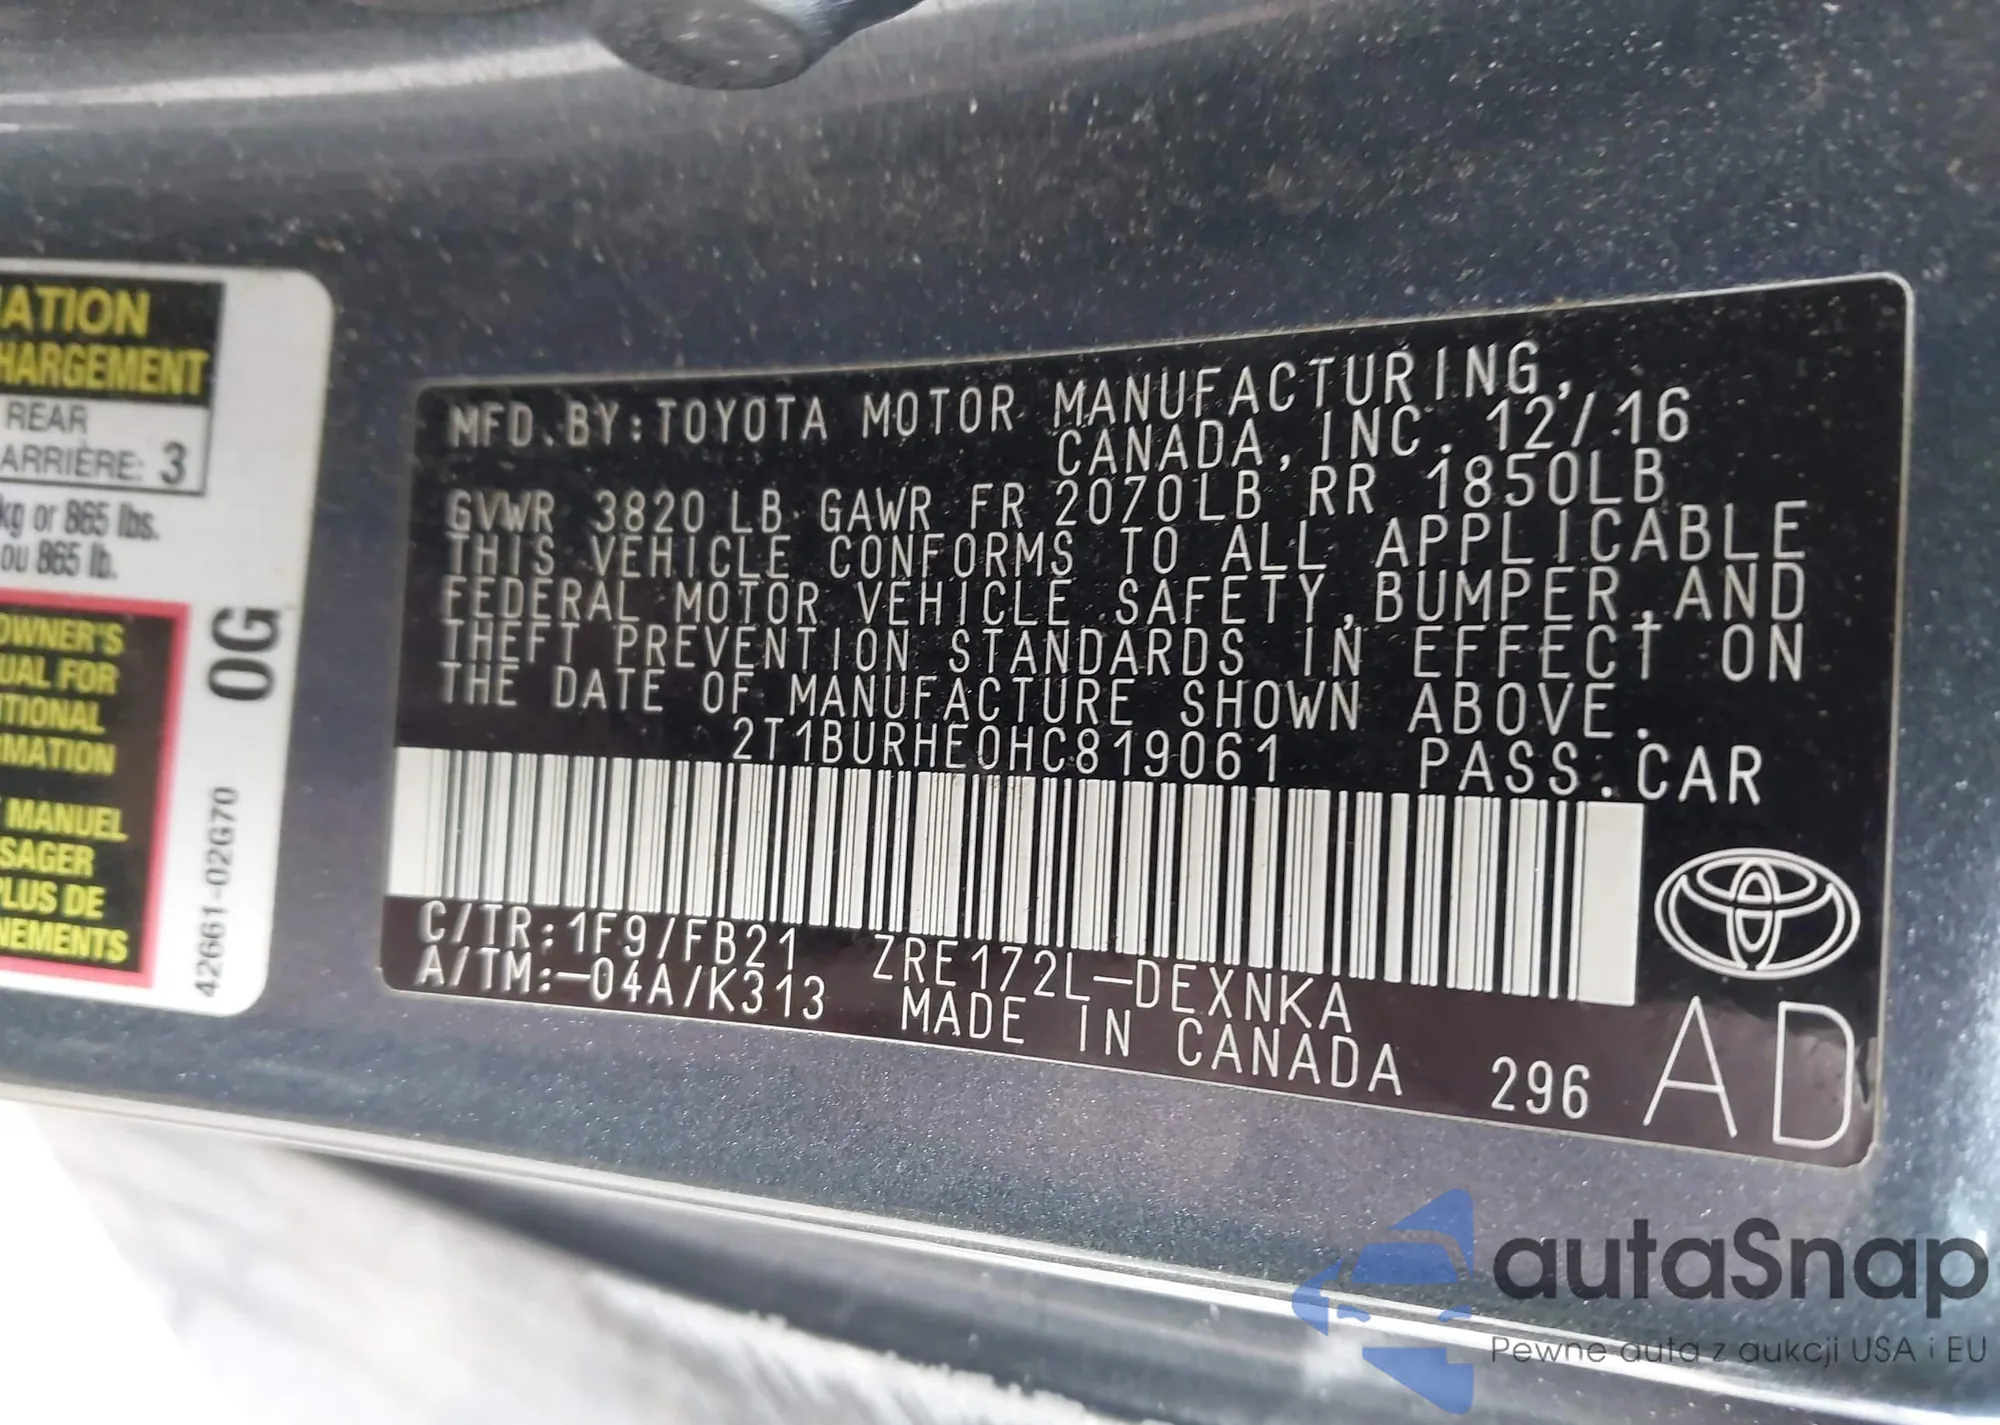 ATION
HARGEMENT
REAR
ARRIÈRE: 3
kg or 865 lbs.
ou 865 lb.
OWNER'S
UAL FOR
TIONAL
RMATION
MANUEL
SAGER
PLUS DE
NEMENTS
0G
42661-02G70
MFD.BY:TOYOTA MOTOR MANUFACTURING,
CANADA, INC. 12/16
GVWR 3820 LB GAWR FR 2070LB RR 1850LB
THIS VEHICLE CONFORMS TO ALL APPLICABLE
FEDERAL MOTOR VEHICLE SAFETY,BUMPER,AND
THEFT PREVENTION STANDARDS IN EFFECT ON
THE DATE OF MANUFACTURE SHOWN ABOVE.
2T1BURHE0HC819061 PASS.CAR
C/TR:1F9/FB21 ZRE172L-DEXNKA
A/TM:-04A/K313 MADE IN CANADA 296 AD
autaSnap
Pewne auta z aukcji USA i EU